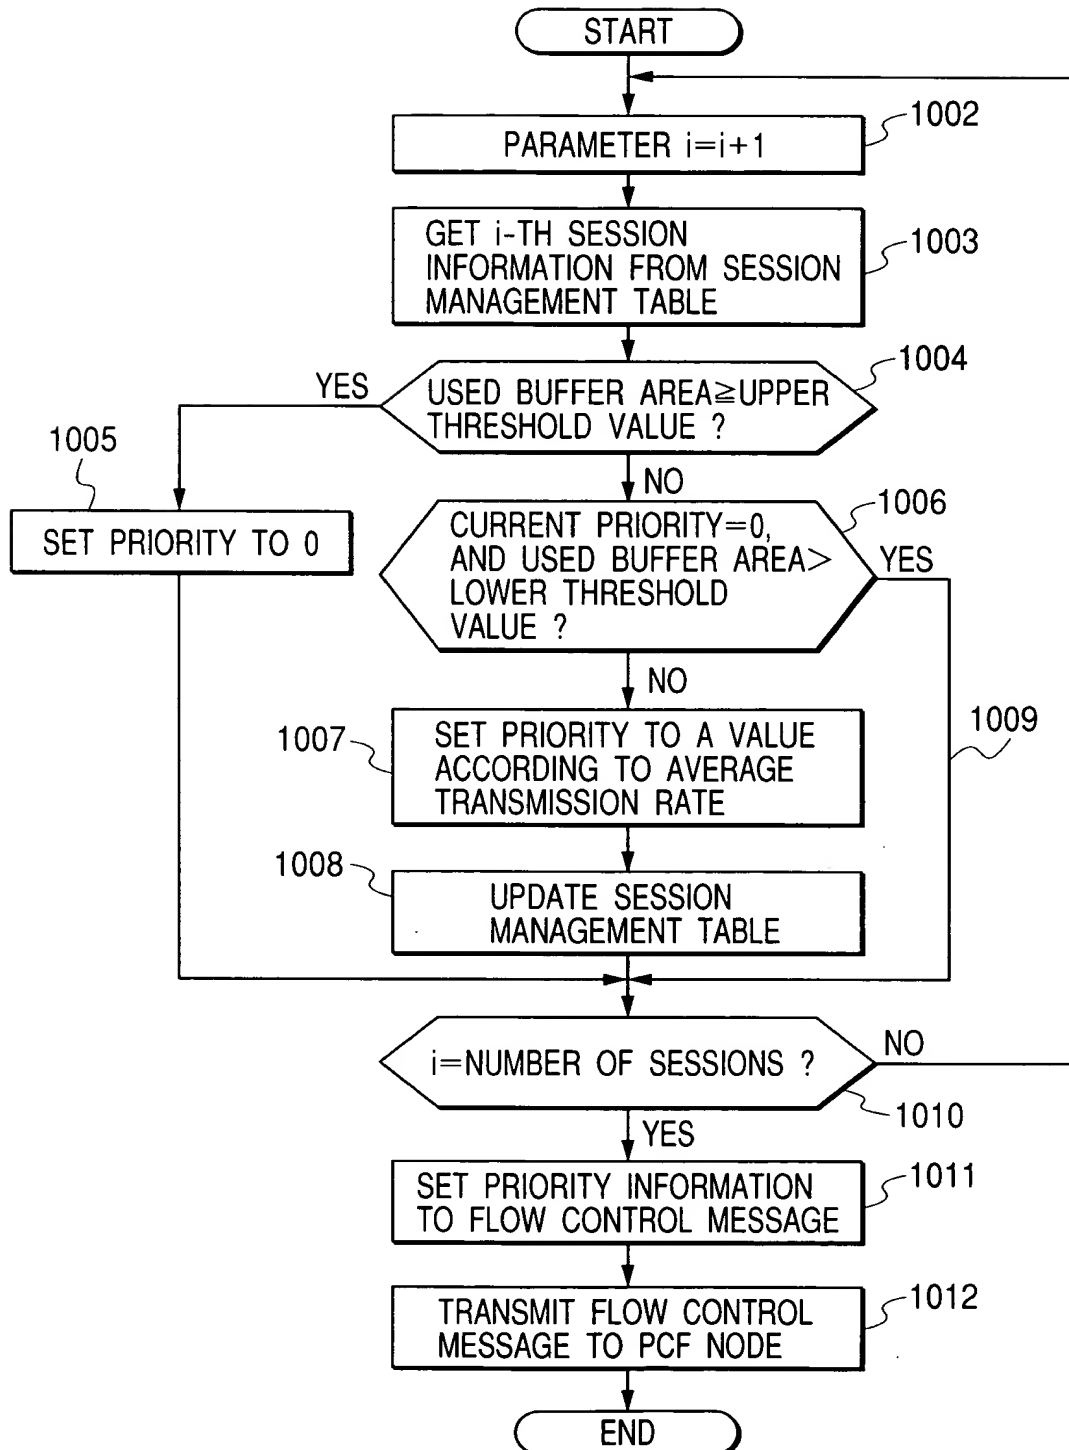 START
1002
PARAMETER i=i+1
GET i-TH SESSION
INFORMATION FROM SESSION
MANAGEMENT TABLE
1003
1004
YES
USED BUFFER AREA≧UPPER
THRESHOLD VALUE ?
1005
NO
SET PRIORITY TO 0
1006
CURRENT PRIORITY=0,
AND USED BUFFER AREA>
LOWER THRESHOLD
VALUE ?
YES
NO
1007
SET PRIORITY TO A VALUE
ACCORDING TO AVERAGE
TRANSMISSION RATE
1009
1008
UPDATE SESSION
MANAGEMENT TABLE
i=NUMBER OF SESSIONS ?
NO
1010
YES
SET PRIORITY INFORMATION
TO FLOW CONTROL MESSAGE
1011
TRANSMIT FLOW CONTROL
MESSAGE TO PCF NODE
1012
END